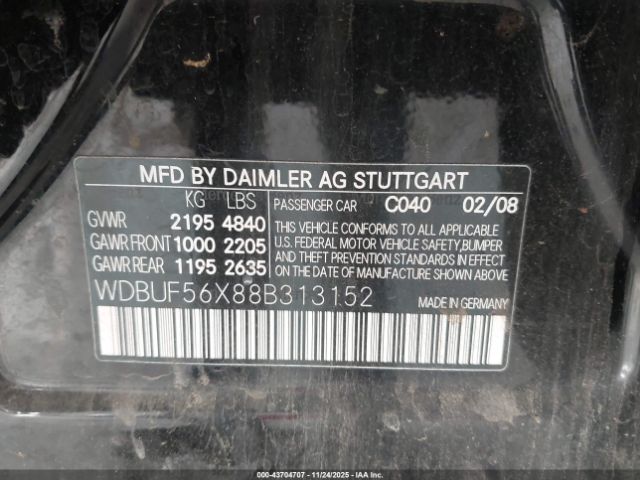 MFD BY DAIMLER AG STUTTGART
KG LBS PASSENGER CAR C040 02/08
GVWR 2195 4840
GAWR FRONT 1000 2205
GAWR REAR 1195 2635
THIS VEHICLE CONFORMS TO ALL APPLICABLE
U.S. FEDERAL MOTOR VEHICLE SAFETY,BUMPER
AND THEFT PREVENTION STANDARDS IN EFFECT
ON THE DATE OF MANUFACTURE SHOWN ABOVE.
WDBUF56X88B313152 MADE IN GERMANY
000-43704707 - 11/24/2025 - IAAI.COM